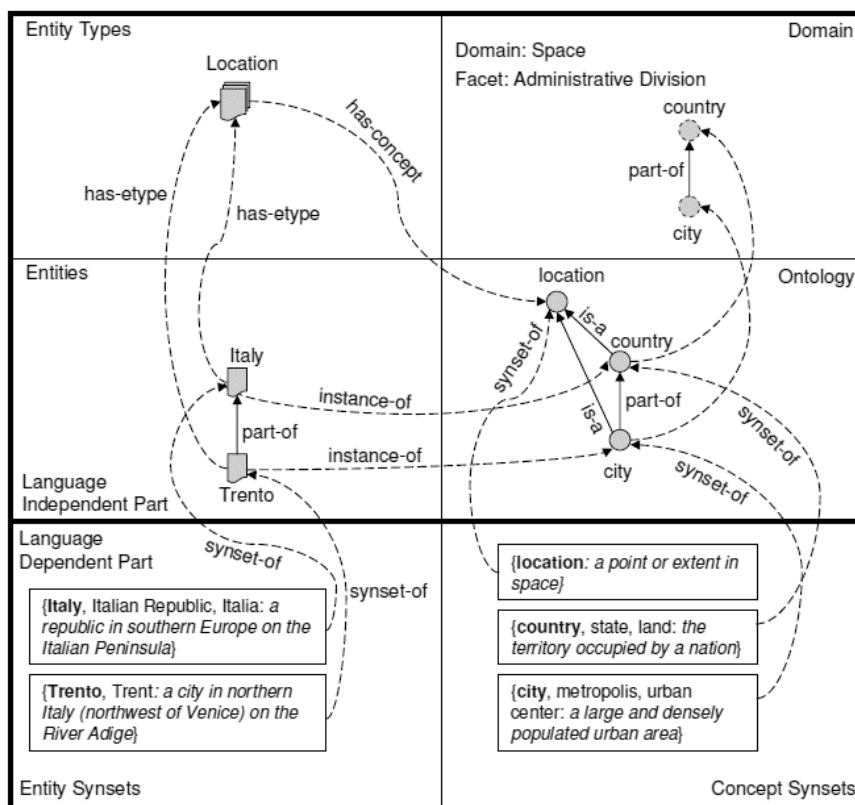 Entity Types
Domain
Domain: Space
Facet: Administrative Division
Location
has-concept
country
part-of
city
has-etype
has-etype
Entities
Ontology
location
is-a
country
synset-of
Italy
instance-of
part-of
is-a
part-of
synset-of
instance-of
Trento
city
synset-of
Language
Independent Part
Language
Dependent Part
synset-of
synset-of
{location: a point or extent in
space}
{Italy, Italian Republic, Italia: a
republic in southern Europe on the
Italian Peninsula}
{country, state, land: the
territory occupied by a nation}
{Trento, Trent: a city in northern
Italy (northwest of Venice) on the
River Adige}
{city, metropolis, urban
center: a large and densely
populated urban area}
Entity Synsets
Concept Synsets